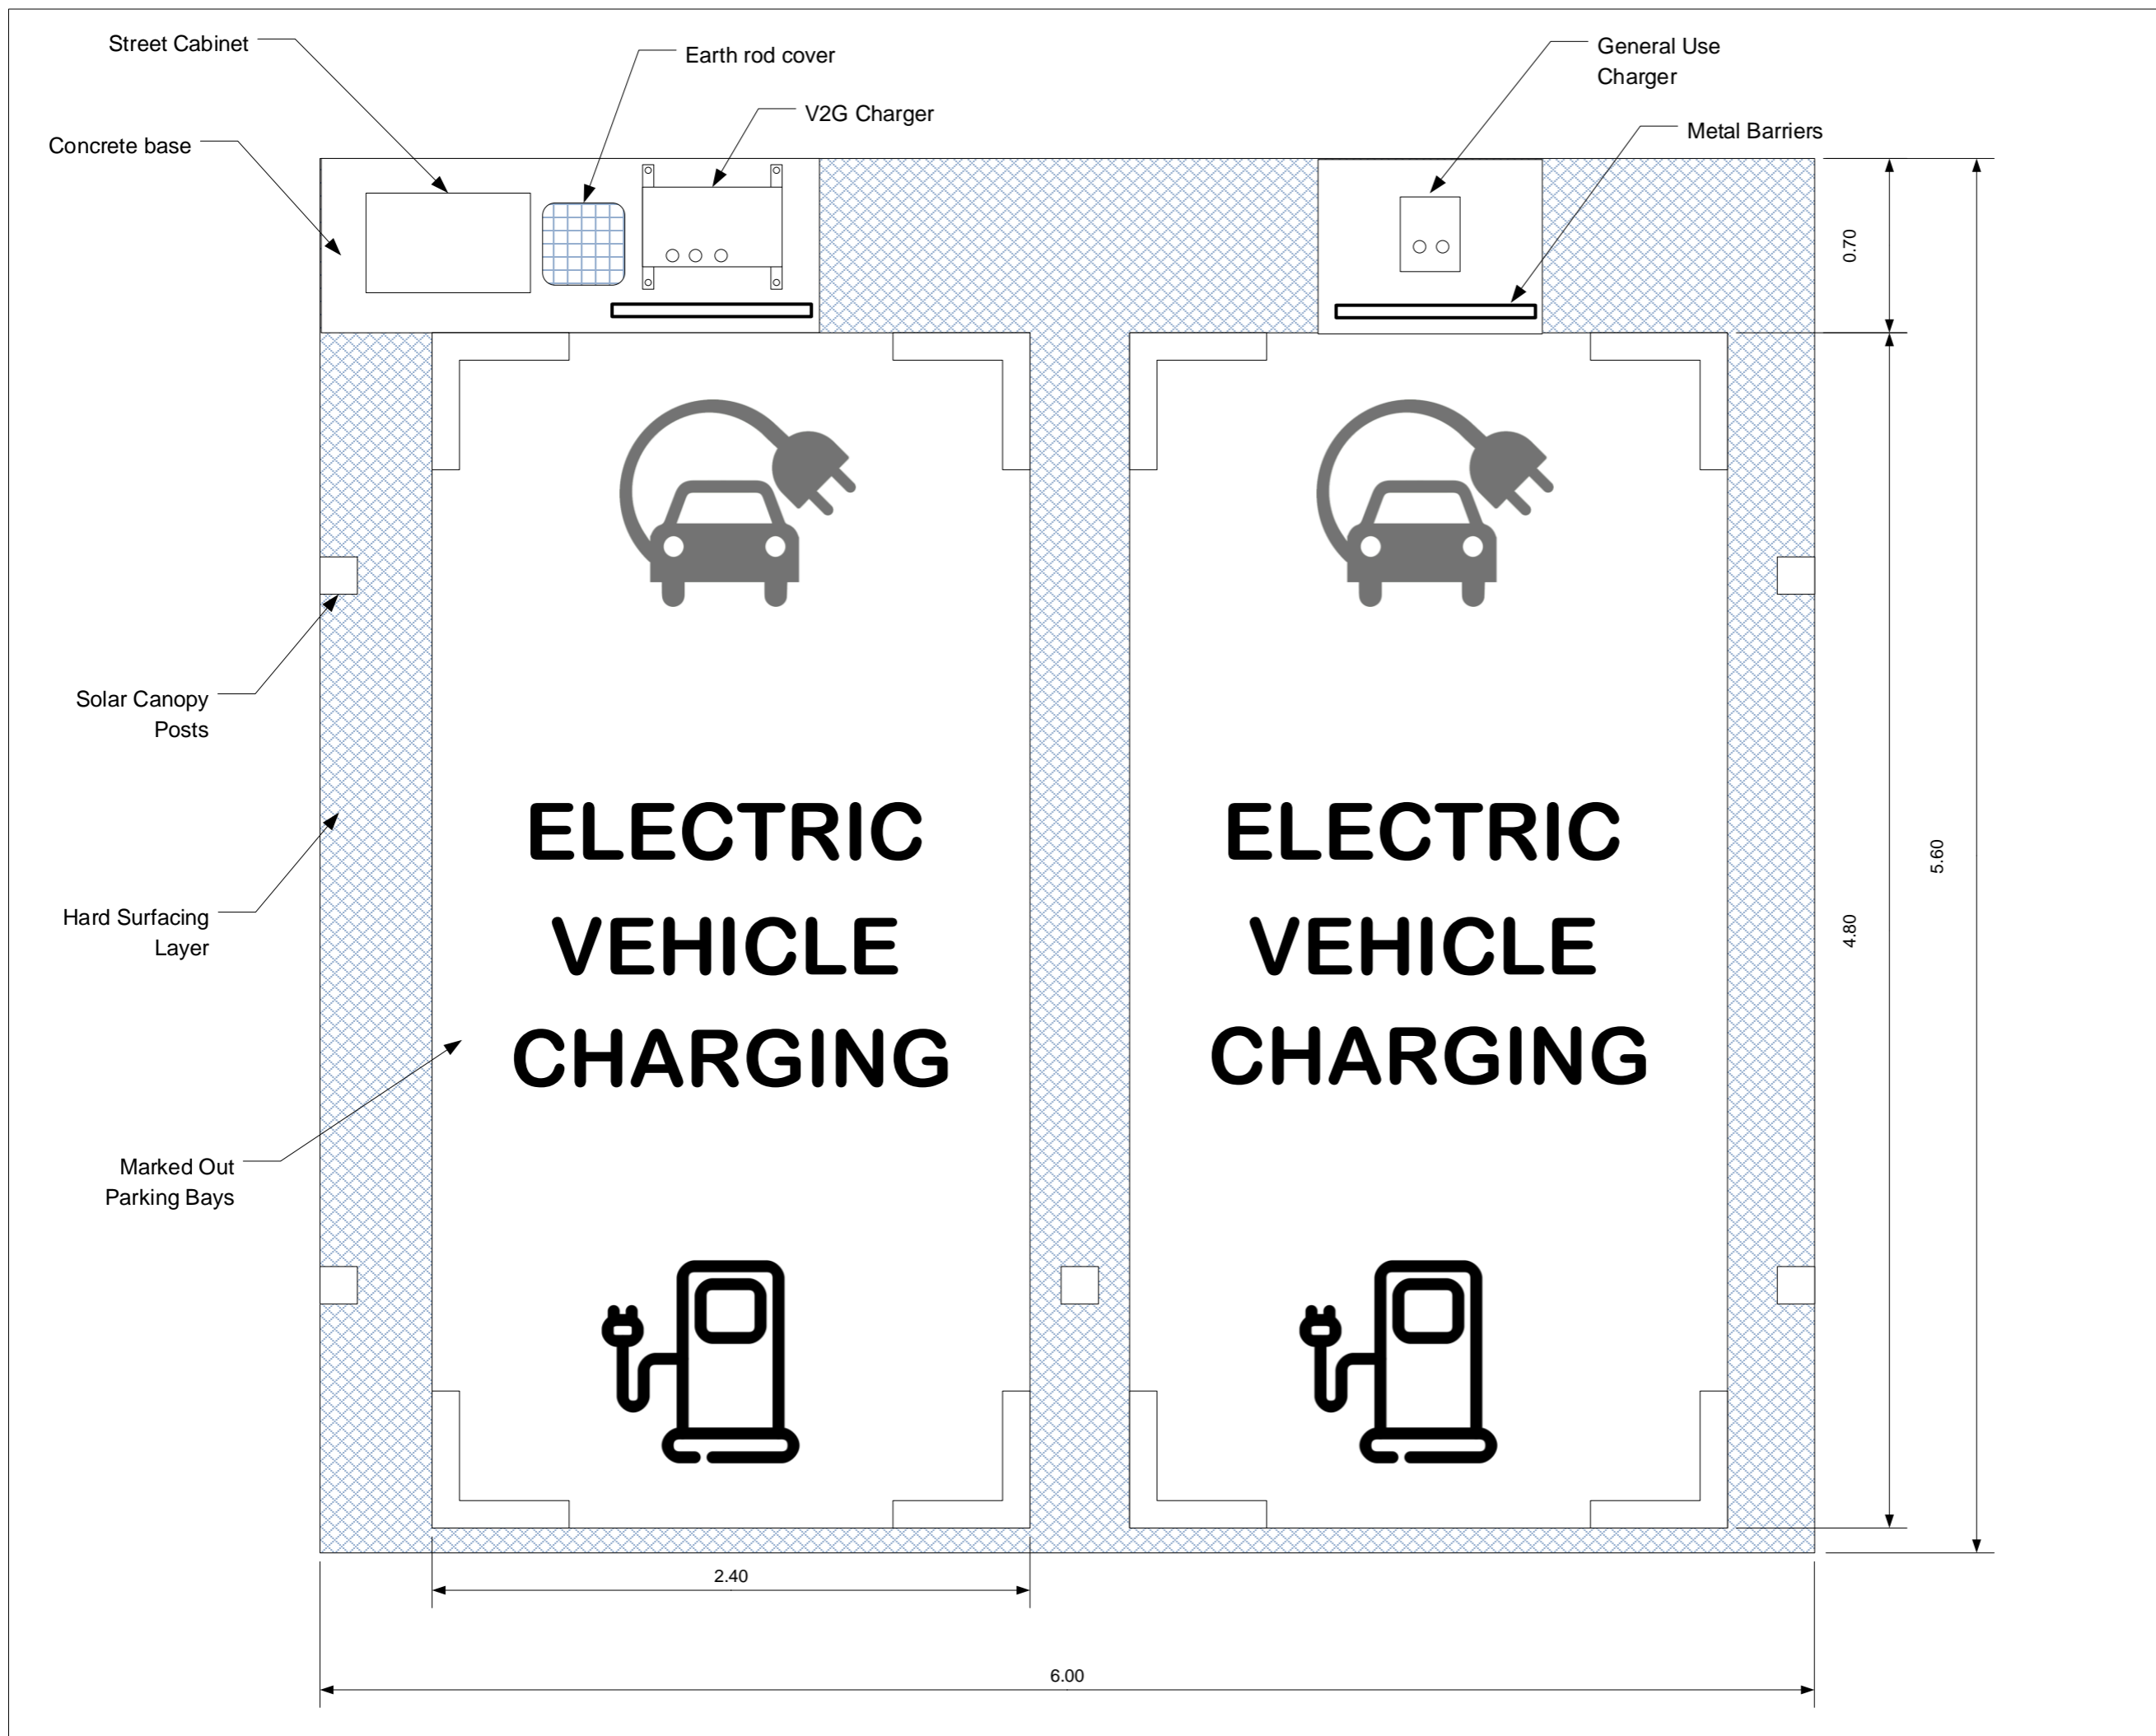 Street Cabinet
Earth rod cover
General Use
Charger
V2G Charger
Metal Barriers
Concrete base
0.70
Solar Canopy
Posts
ELECTRIC
VEHICLE
CHARGING
ELECTRIC
VEHICLE
CHARGING
5.60
Hard Surfacing
Layer
4.80
Marked Out
Parking Bays
2.40
6.00